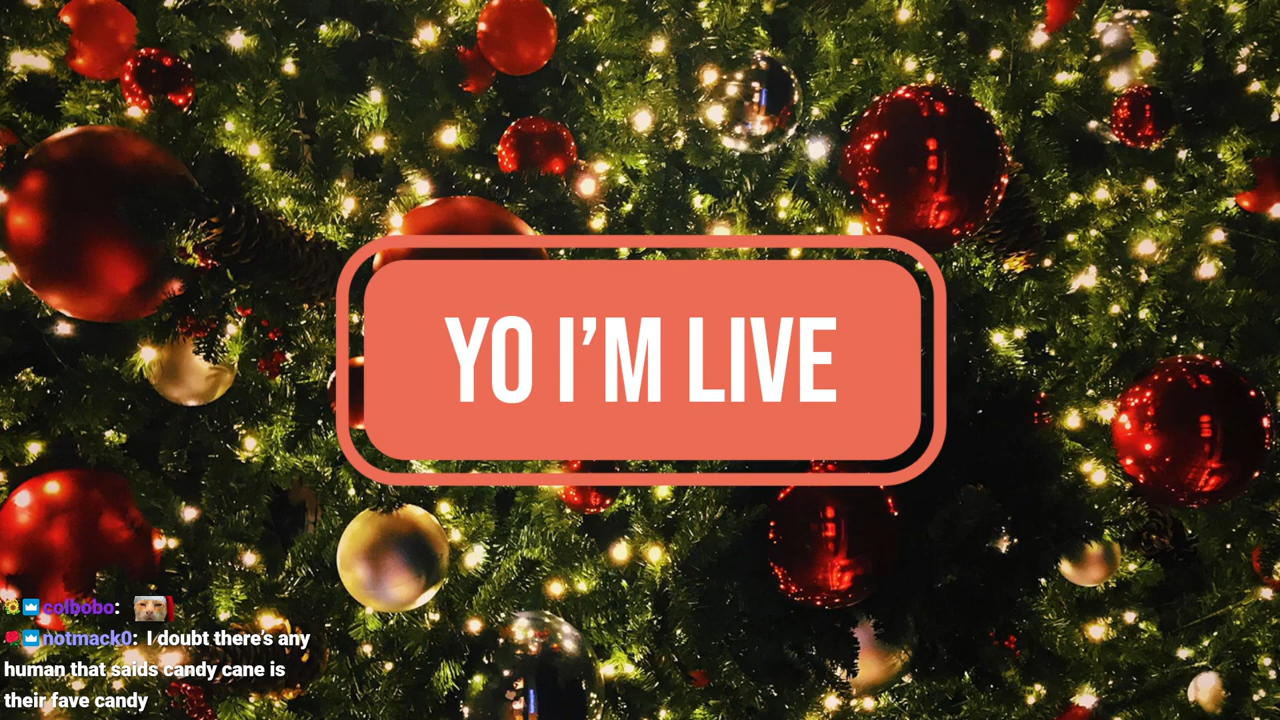 YO I’M LIVE
colbobo:
notmack0: I doubt there's any
human that saids candy cane is
their fave candy